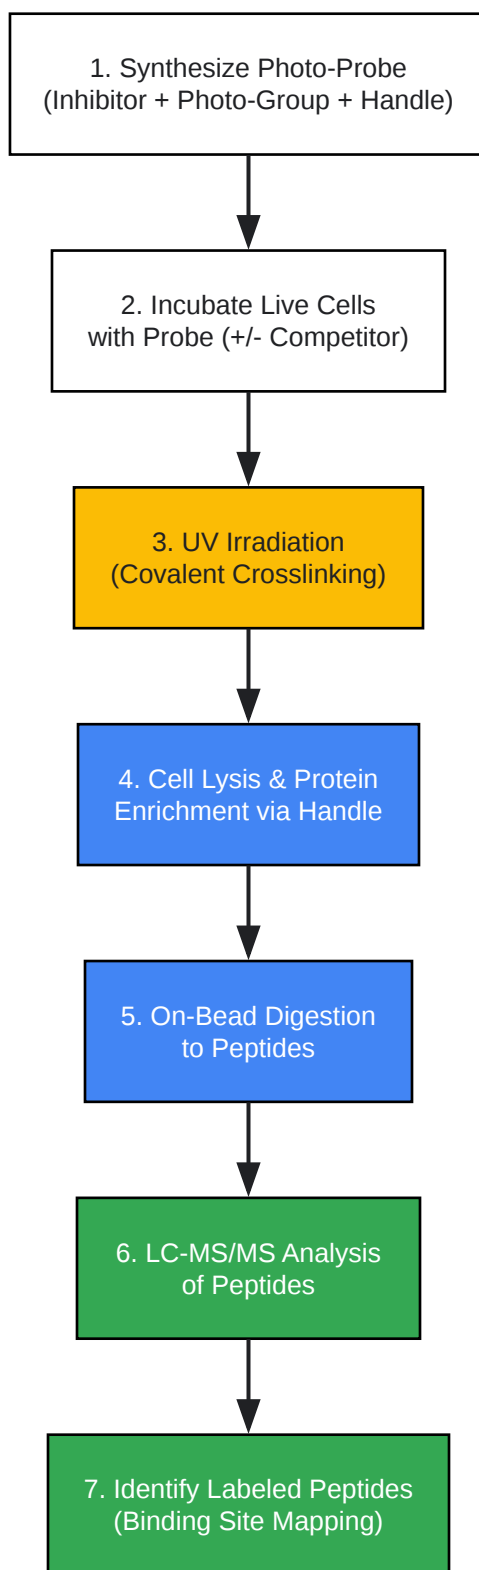 1. Synthesize Photo-Probe
(Inhibitor + Photo-Group + Handle)
2. Incubate Live Cells
with Probe (+/- Competitor)
3. UV Irradiation
(Covalent Crosslinking)
4. Cell Lysis & Protein
Enrichment via Handle
5. On-Bead Digestion
to Peptides
6. LC-MS/MS Analysis
of Peptides
7. Identify Labeled Peptides
(Binding Site Mapping)